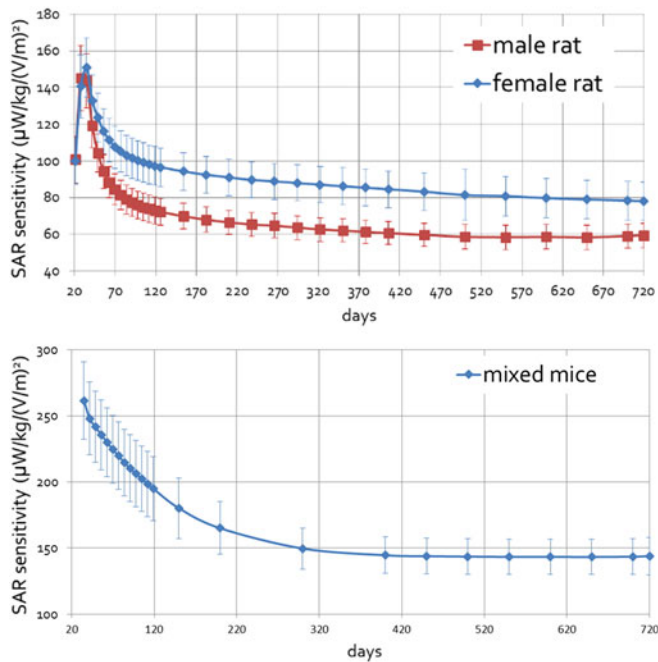 180
160
140
120
100
80
60
40
SAR sensitivity (µW/kg/(V/m)²)
male rat
female rat
20 70 120 170 220 270 320 370 420 470 520 570 620 670 720
days
300
250
200
150
100
SAR sensitivity (µW/kg/(V/m)²)
mixed mice
20 120 220 320 420 520 620 720
days